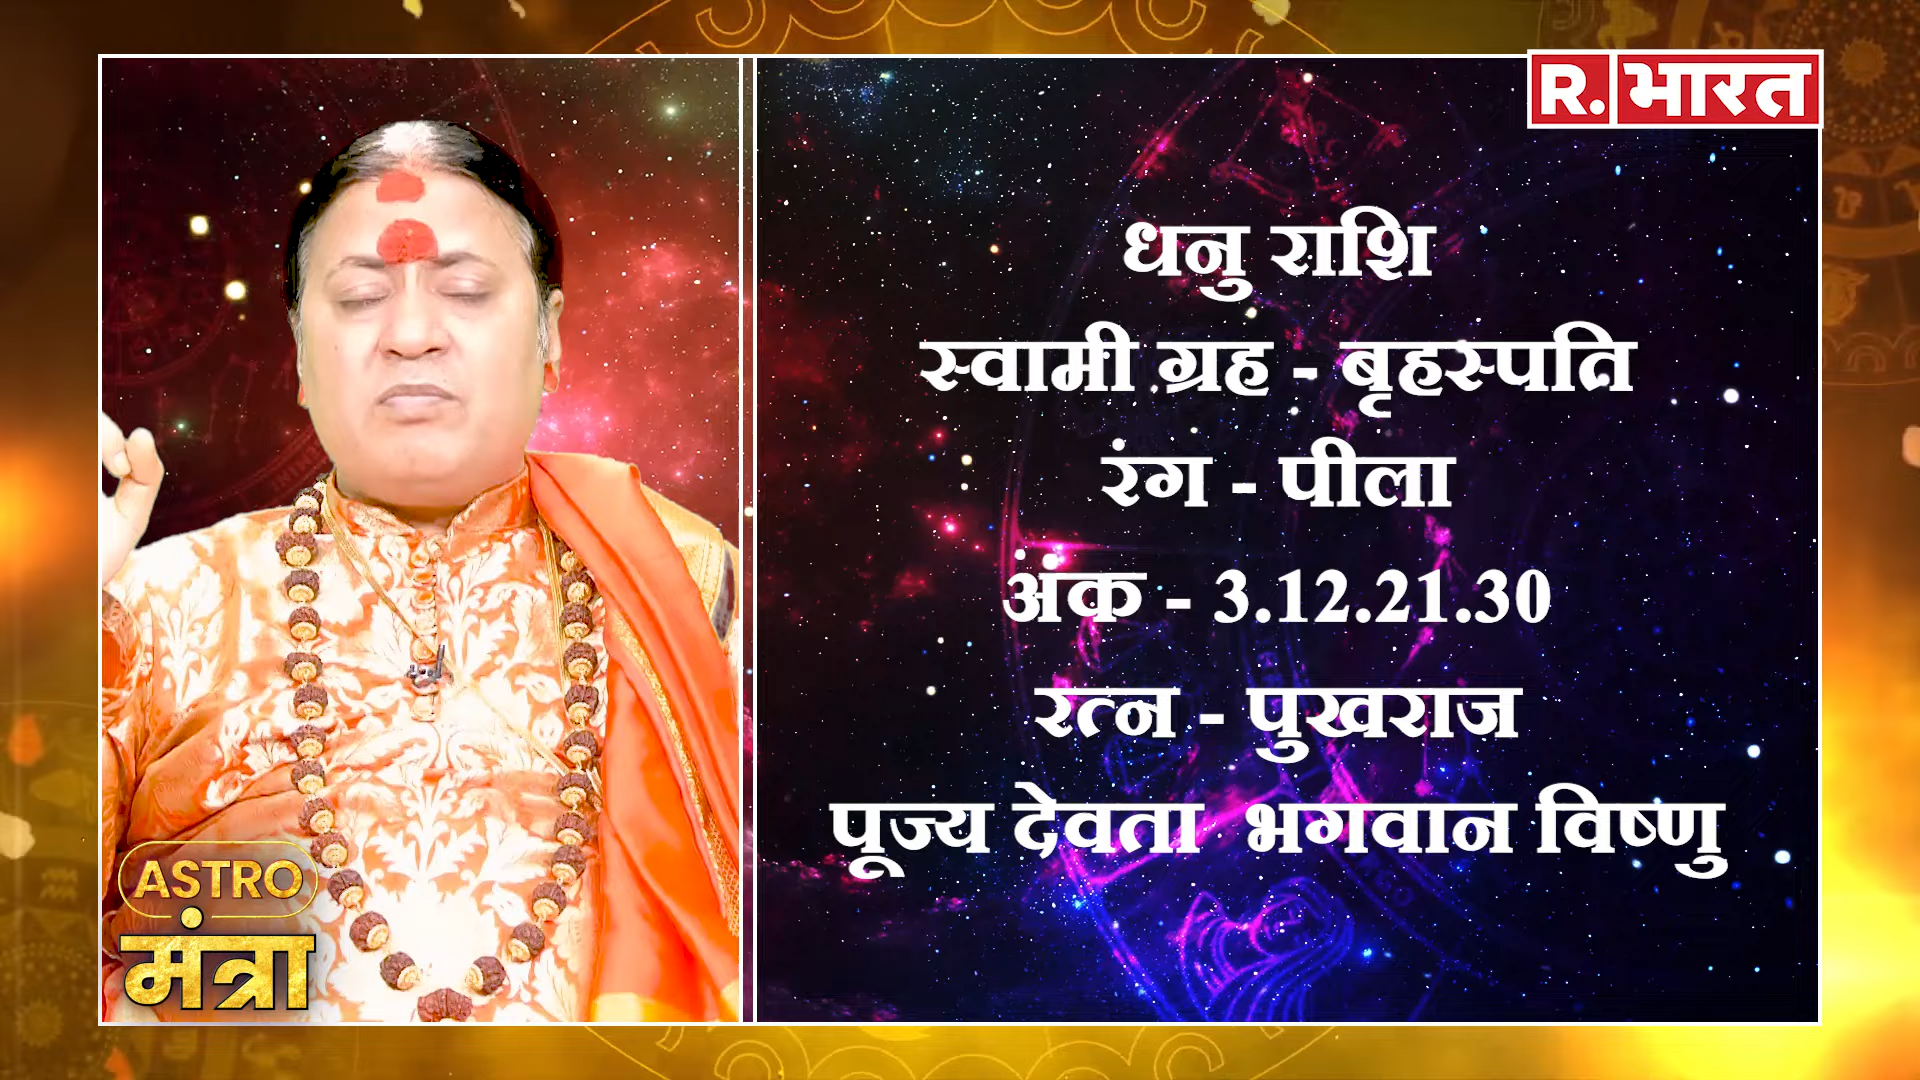 R. भारत
धनु राशि
स्वामी ग्रह - बृहस्पति
रंग - पीला
अंक - 3.12.21.30
रत्न - पुखराज
पूज्य देवता भगवान विष्णु
ASTRO
मंत्रा